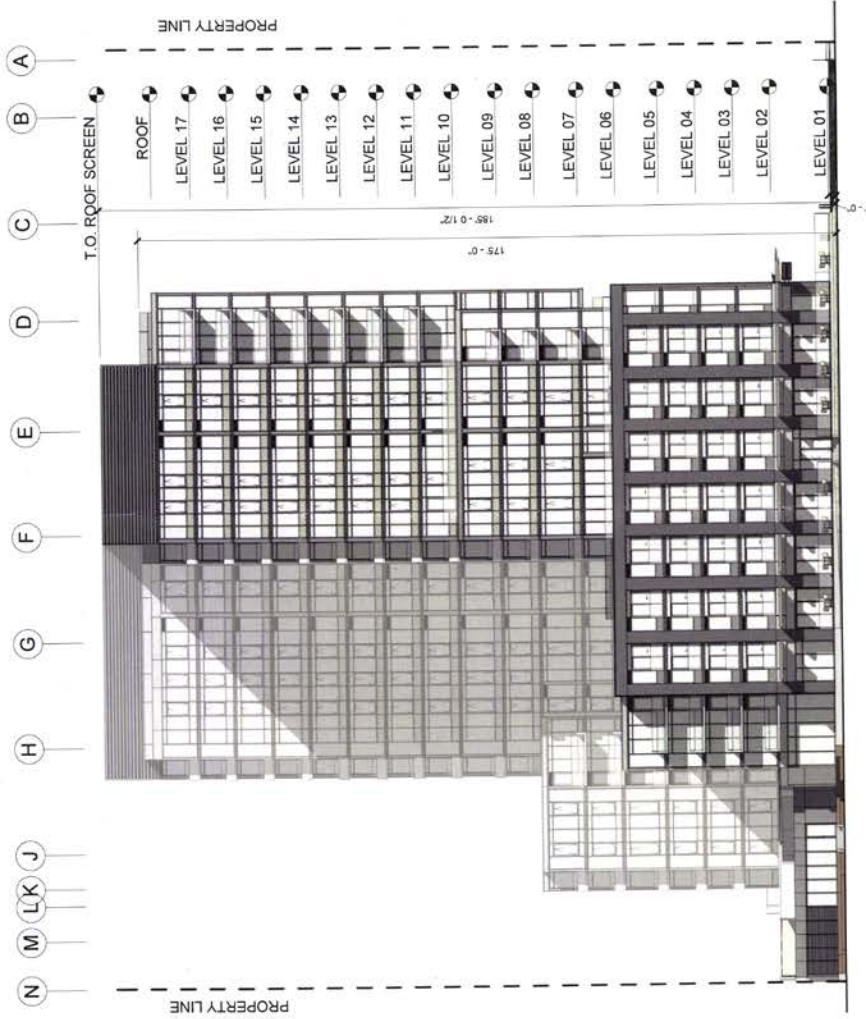 N
M
L
K
J
H
G
F
E
D
C
B
A
PROPERTY LINE
PROPERTY LINE
T.O. ROOF SCREEN
ROOF
LEVEL 17
LEVEL 16
LEVEL 15
LEVEL 14
LEVEL 13
LEVEL 12
LEVEL 11
LEVEL 10
LEVEL 09
LEVEL 08
LEVEL 07
LEVEL 06
LEVEL 05
LEVEL 04
LEVEL 03
LEVEL 02
LEVEL 01
185' - 0 1/2"
175' - 0"